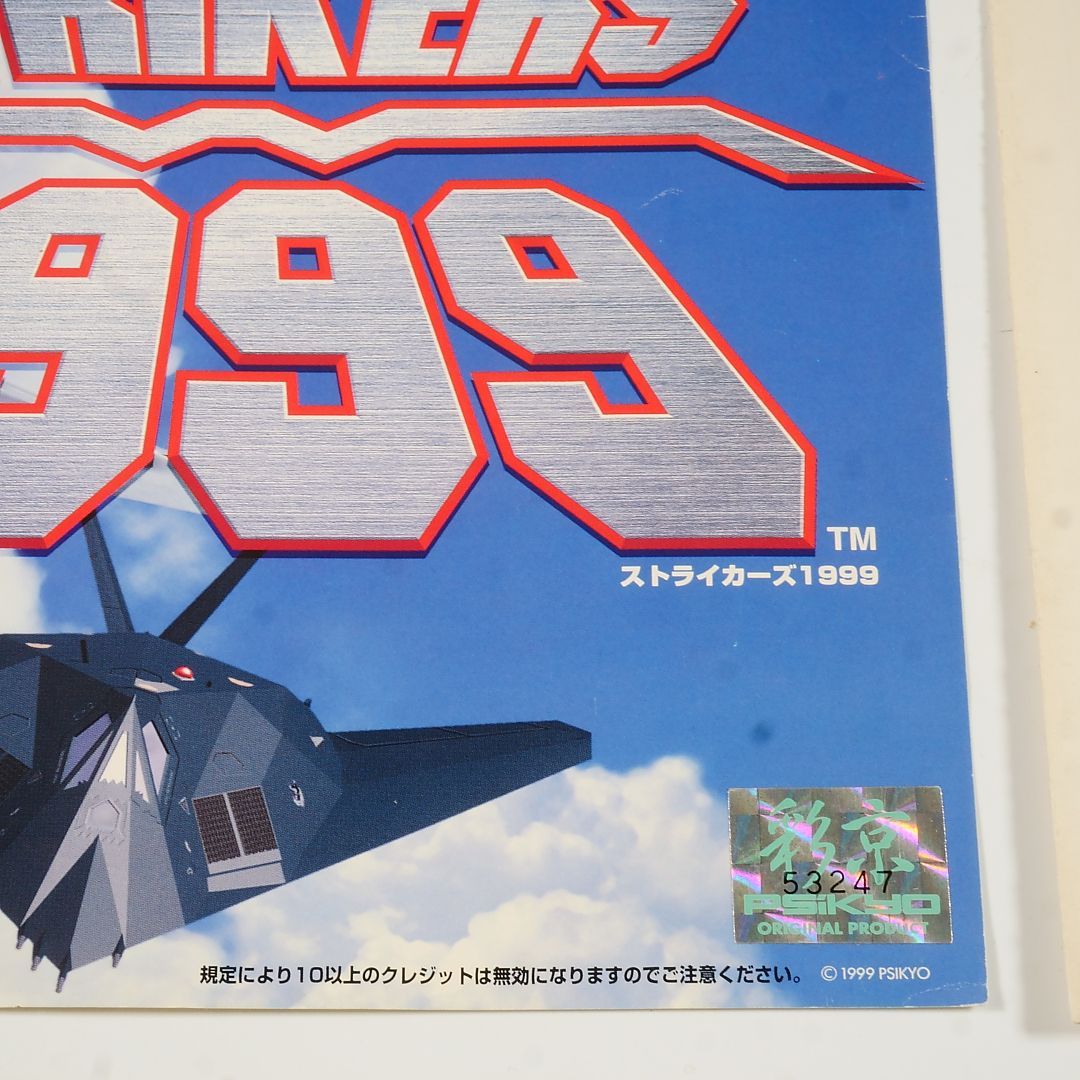 STRIKERS
999
TM
ストライカーズ1999
彩京
53247
PSiKYO
ORIGINAL PRODUCT
規定により10以上のクレジットは無効になりますのでご注意ください。 © 1999 PSIKYO